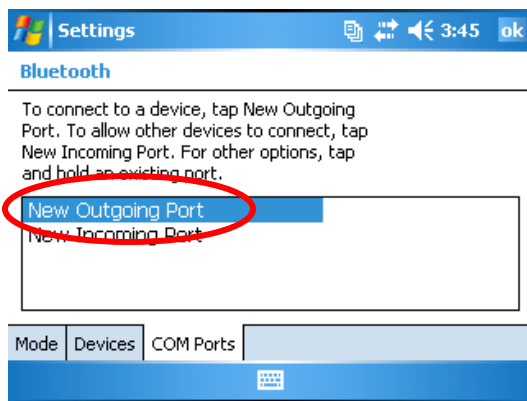 Settings 3:45 ok
Bluetooth
To connect to a device, tap New Outgoing
Port. To allow other devices to connect, tap
New Incoming Port. For other options, tap
and hold an existing port.
New Outgoing Port
New Incoming Port
Mode Devices COM Ports